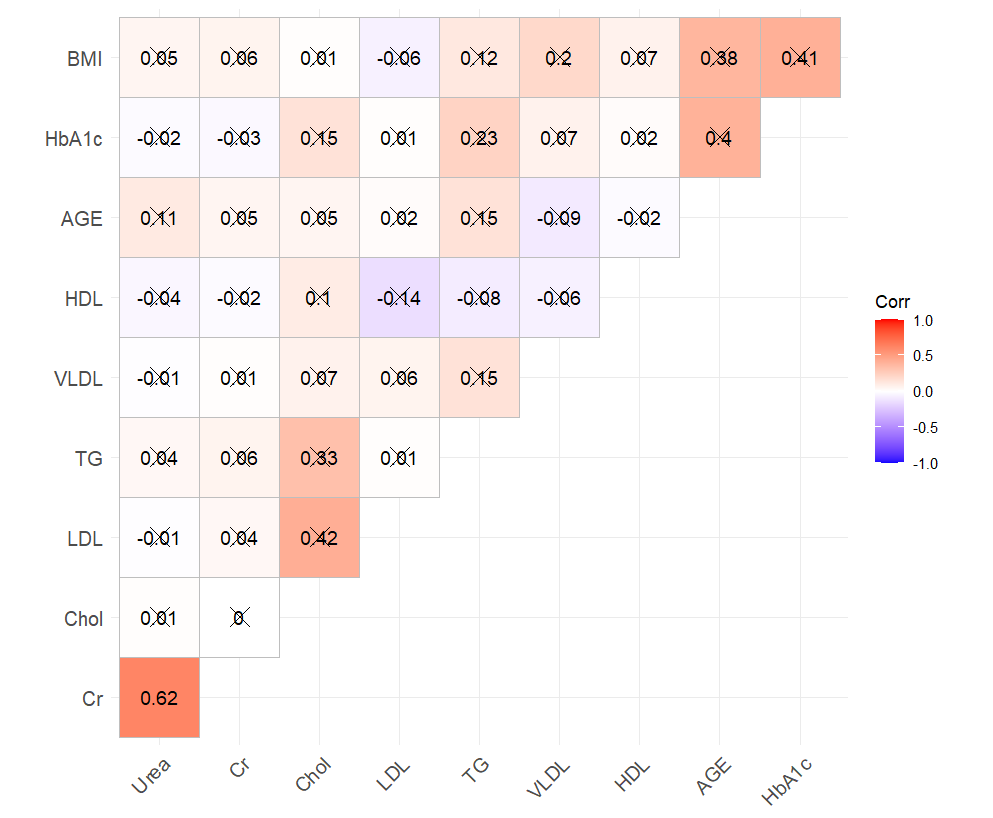 BMI 0.05 0.06 0.01 -0.06 0.12 0.2 0.07 0.38 0.41
HbA1c -0.02 -0.03 0.15 0.01 0.23 0.07 0.02 0.4
AGE 0.11 0.05 0.05 0.02 0.15 -0.09 -0.02
HDL -0.04 -0.02 0.1 -0.14 -0.08 -0.06
VLDL -0.01 0.01 0.07 0.06 0.15
TG 0.04 0.06 0.33 0.01
LDL -0.01 0.04 0.42
Chol 0.01 0
Cr 0.62
Urea Cr Chol LDL TG VLDL HDL AGE HbA1c
Corr
1.0
0.5
0.0
-0.5
-1.0